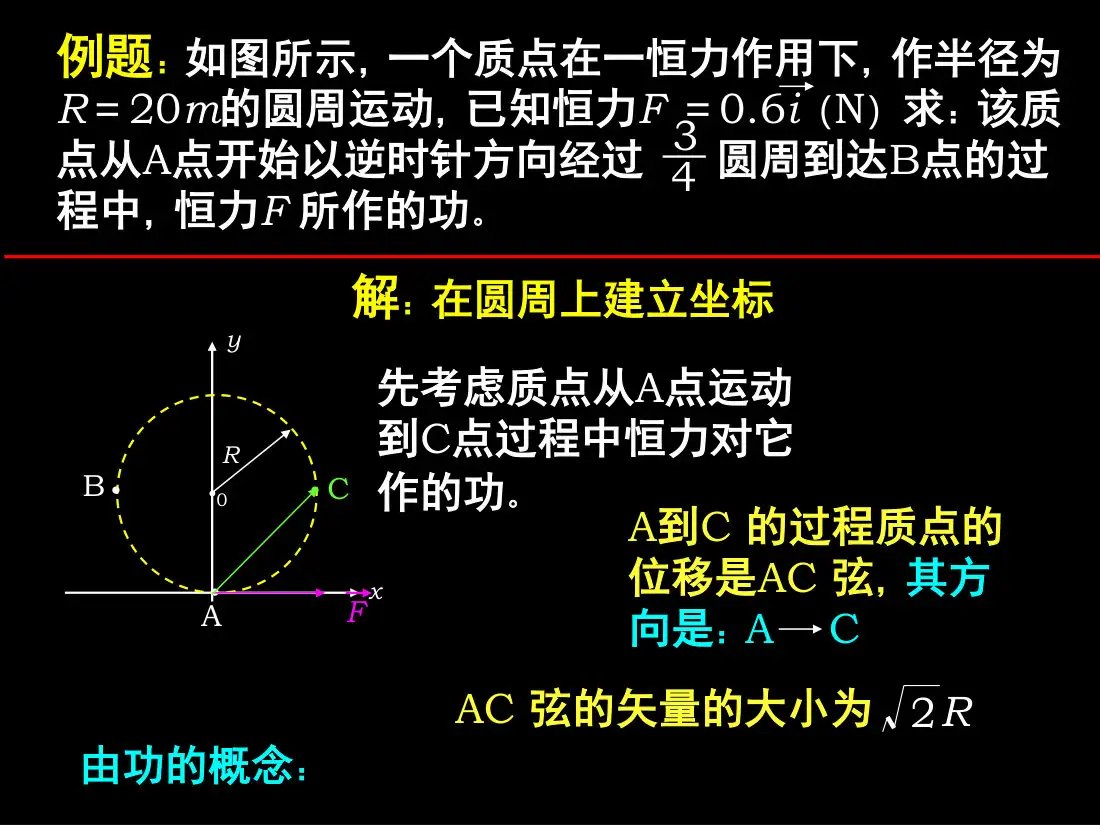 例题：如图所示，一个质点在一恒力作用下，作半径为
R = 20m的圆周运动，已知恒力F = 0.6i（N）求：该质
点从A点开始以逆时针方向经过 3/4 圆周到达B点的过
程中，恒力F 所作的功。
解：在圆周上建立坐标
y
先考虑质点从A点运动
到C点过程中恒力对它
作的功。
R
B
0
C
A到C 的过程质点的
位移是AC 弦，其方
向是：A→C
x
A
F
AC 弦的矢量的大小为 √2 R
由功的概念：